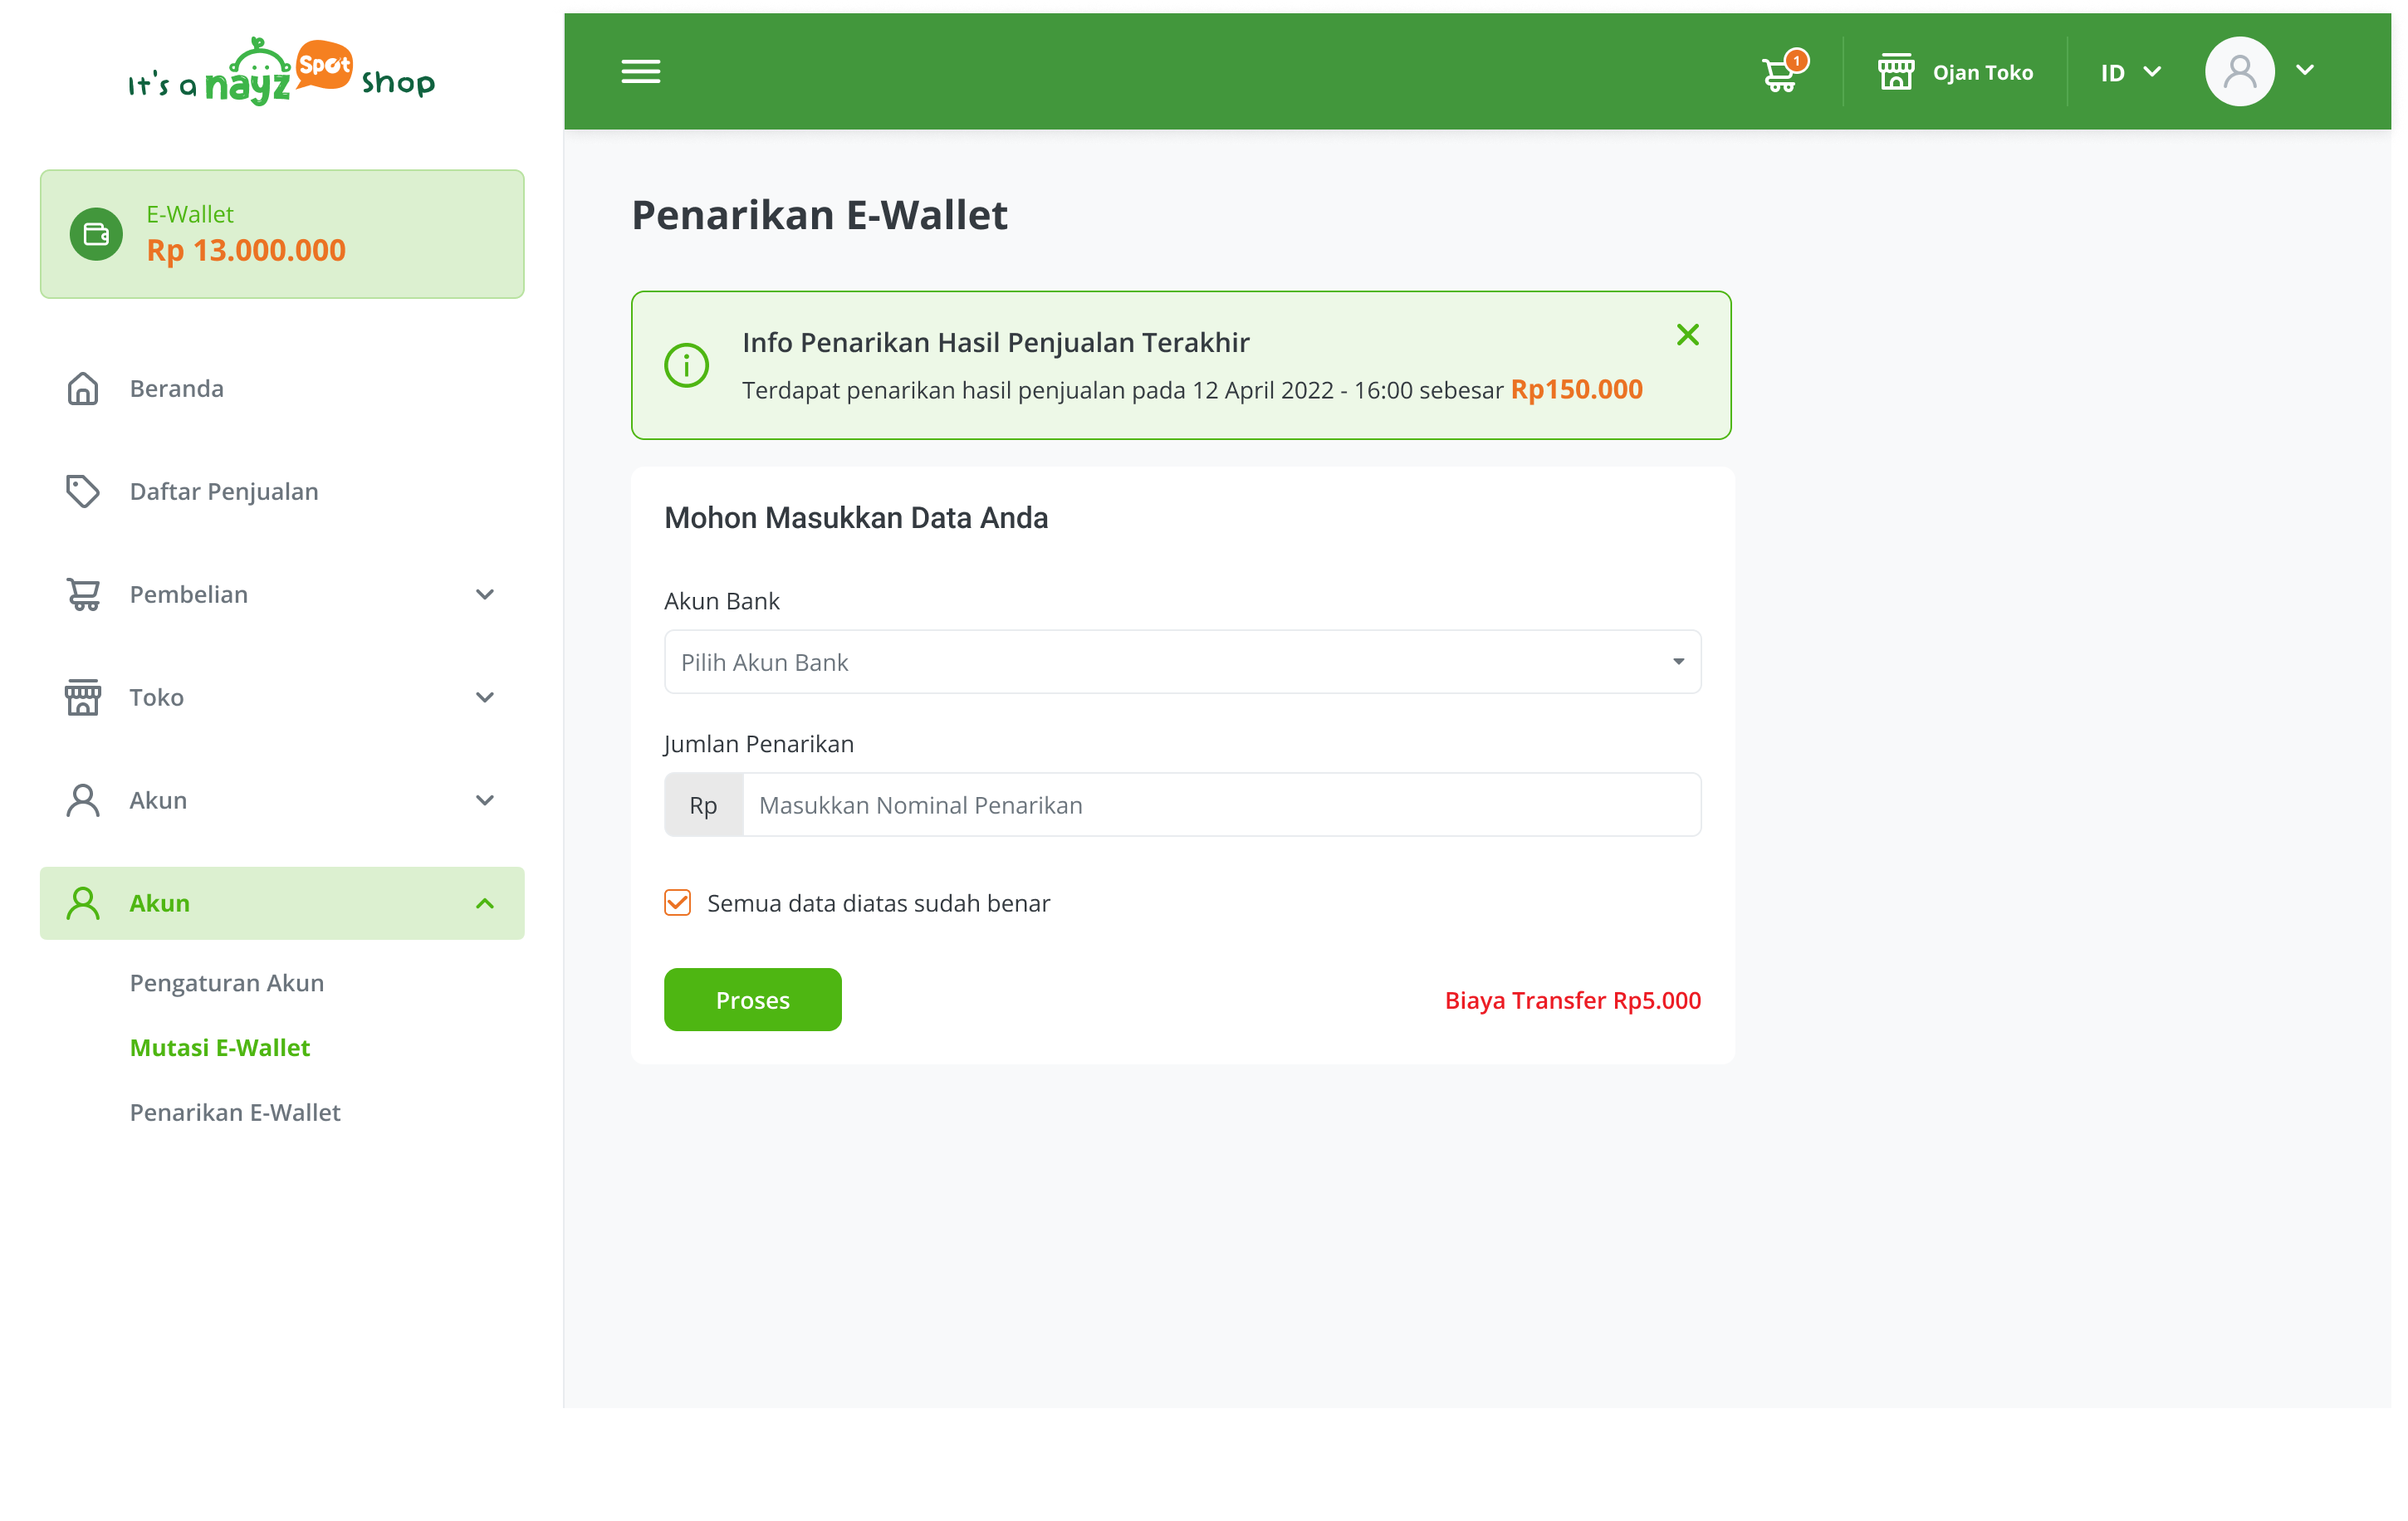 It's a nayz Spot shop
E-Wallet
Rp 13.000.000
Beranda
Daftar Penjualan
Pembelian
Toko
Akun
Akun
Pengaturan Akun
Mutasi E-Wallet
Penarikan E-Wallet
1
Ojan Toko
ID
Penarikan E-Wallet
Info Penarikan Hasil Penjualan Terakhir
Terdapat penarikan hasil penjualan pada 12 April 2022 - 16:00 sebesar Rp150.000
Mohon Masukkan Data Anda
Akun Bank
Pilih Akun Bank
Jumlan Penarikan
Rp Masukkan Nominal Penarikan
Semua data diatas sudah benar
Proses
Biaya Transfer Rp5.000